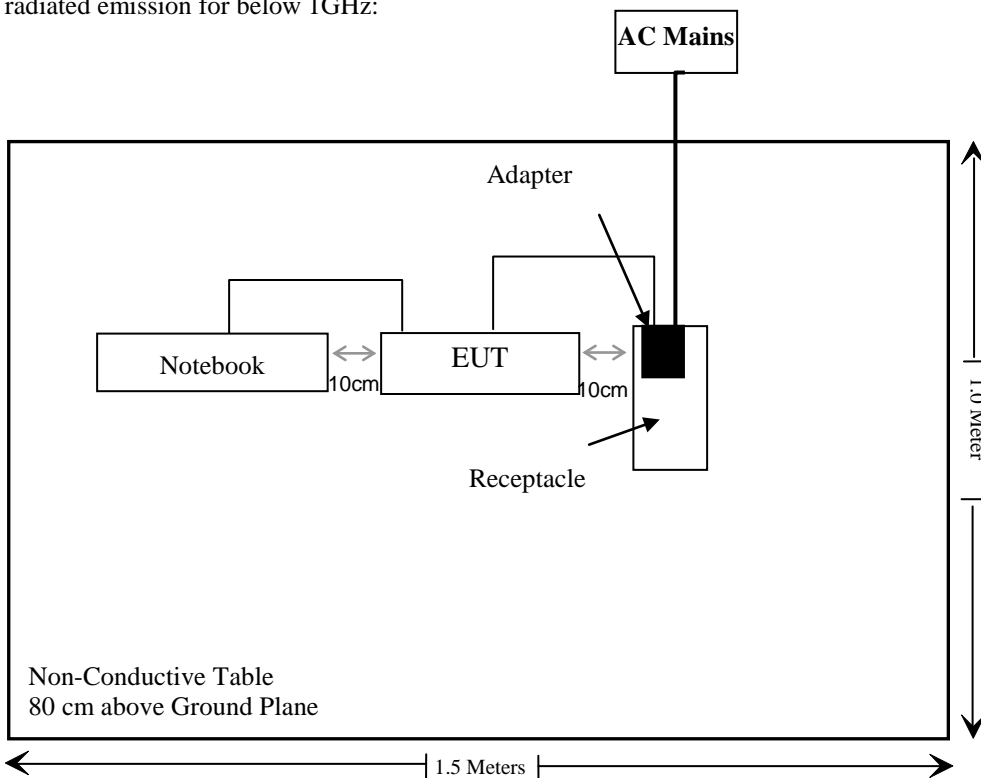 radiated emission for below 1GHz:
AC Mains
Adapter
Notebook
10cm
EUT
10cm
Receptacle
1.0 Meter
Non-Conductive Table
80 cm above Ground Plane
1.5 Meters